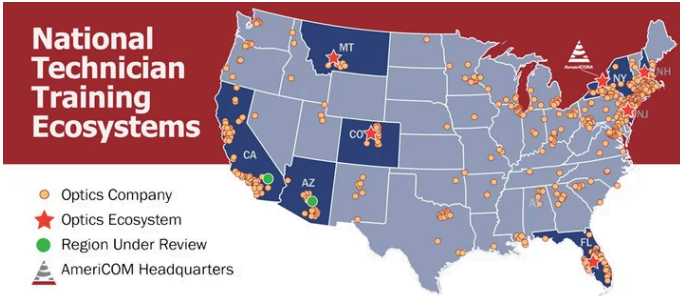 National
Technician
Training
Ecosystems
MT
AmeriCOM
NY
NH
NJ
CO
CA
AZ
FL
Optics Company
Optics Ecosystem
Region Under Review
AmeriCOM Headquarters